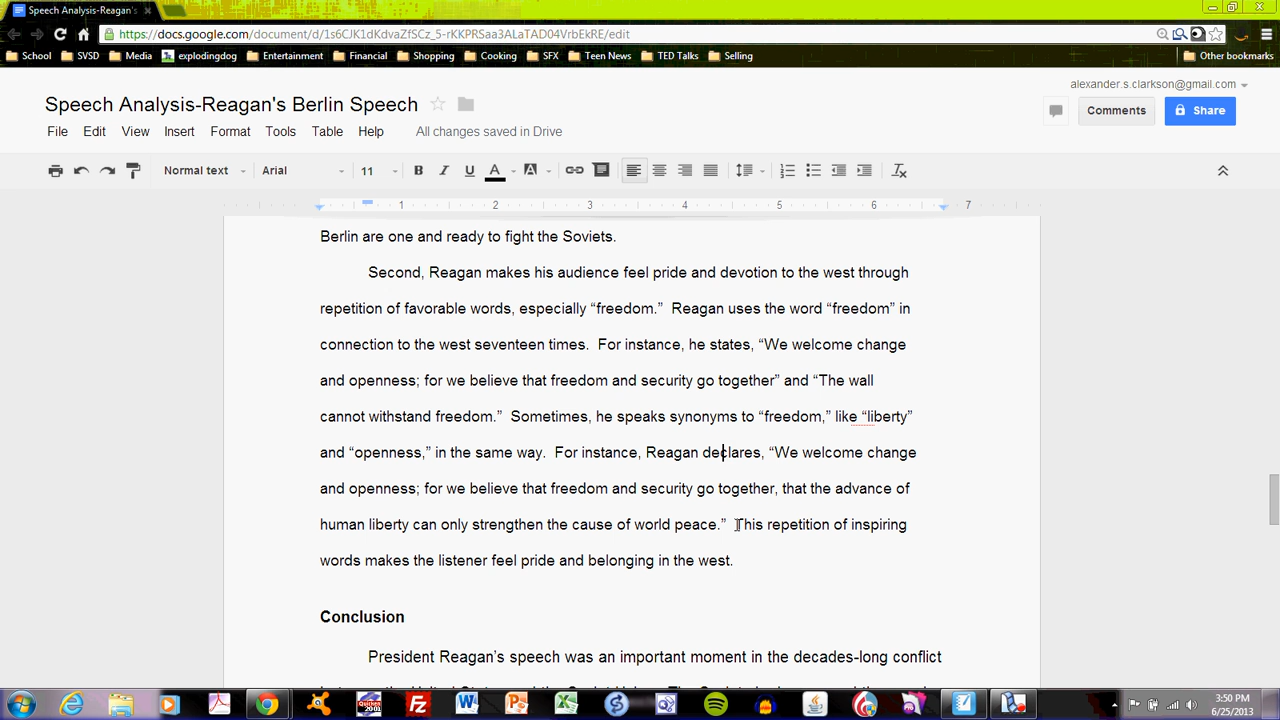 Speech Analysis-Reagan's
https://docs.google.com/document/d/1s6CJK1dKdvaZfSCz_5-rKKPRSaa3ALaTAD04VrbEkRE/edit
School SVSD Media explodingdog Entertainment Financial Shopping Cooking SFX Teen News TED Talks Selling Other bookmarks
alexander.s.clarkson@gmail.com
Speech Analysis-Reagan's Berlin Speech
Comments Share
File Edit View Insert Format Tools Table Help All changes saved in Drive
Normal text Arial 11 B I U A A
1 2 3 4 5 6 7
Berlin are one and ready to fight the Soviets.
Second, Reagan makes his audience feel pride and devotion to the west through
repetition of favorable words, especially “freedom.”  Reagan uses the word “freedom” in
connection to the west seventeen times.  For instance, he states, “We welcome change
and openness; for we believe that freedom and security go together” and “The wall
cannot withstand freedom.”  Sometimes, he speaks synonyms to “freedom,” like “liberty”
and “openness,” in the same way.  For instance, Reagan declares, “We welcome change
and openness; for we believe that freedom and security go together, that the advance of
human liberty can only strengthen the cause of world peace.”  This repetition of inspiring
words makes the listener feel pride and belonging in the west.
Conclusion
President Reagan’s speech was an important moment in the decades-long conflict
3:50 PM
6/25/2013